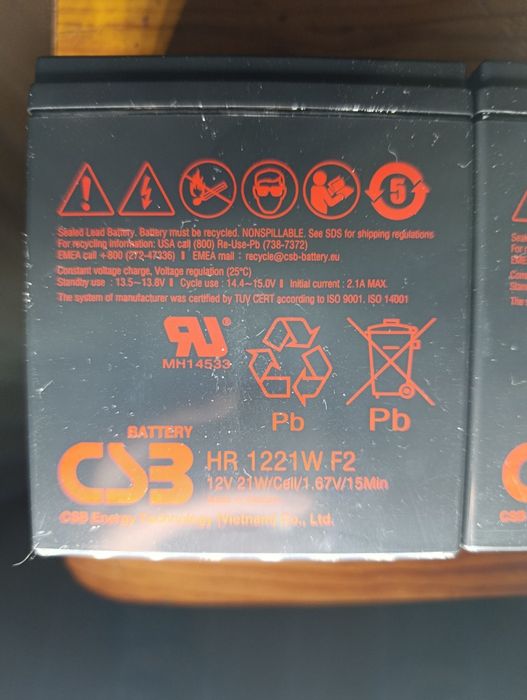 5
Sealed Lead Battery. Battery must be recycled. NONSPILLABLE. See SDS for shipping regulations
For recycling information: USA call (800) Re-Use-Pb (738-7372)
EMEA call +800 (272-47336) ‖ EMEA mail : recycle@csb-battery.eu
Constant voltage charge, Voltage regulation (25°C)
Standby use : 13.5~13.8V ‖ Cycle use : 14.4~15.0V ‖ Initial current : 2.1A MAX.
The system of manufacturer was certified by TUV CERT according to ISO 9001. ISO 14001
RU®
MH14533
Pb
Pb
BATTERY
CSB
HR 1221W F2
12V 21W/Cell/1.67V/15Min
CSB Energy Technology (Vietnam) Co., Ltd.